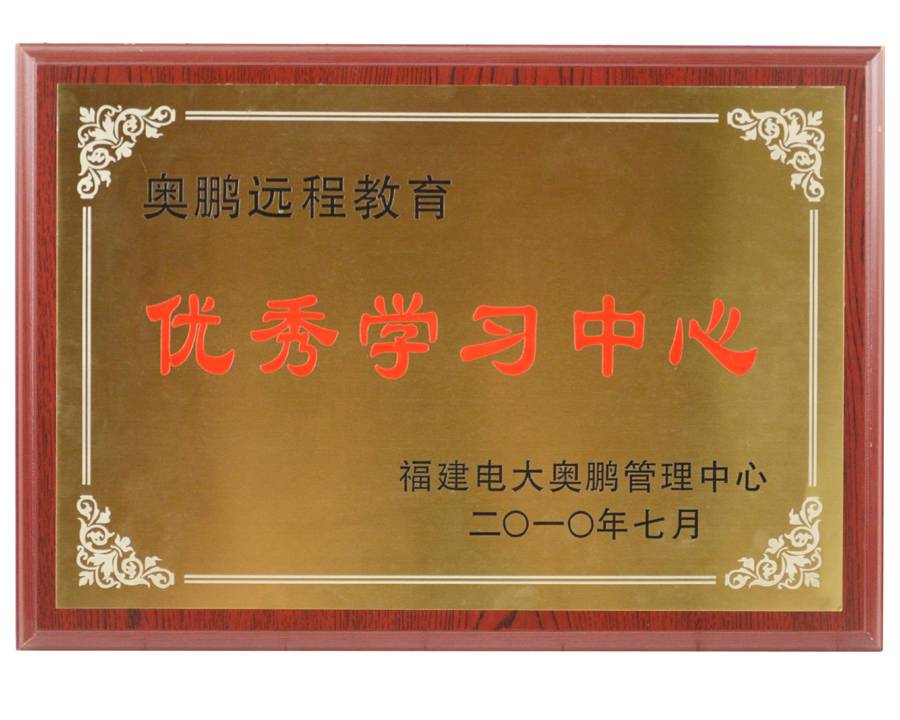 奥鹏远程教育
优秀学习中心
福建电大奥鹏管理中心
二〇一〇年七月